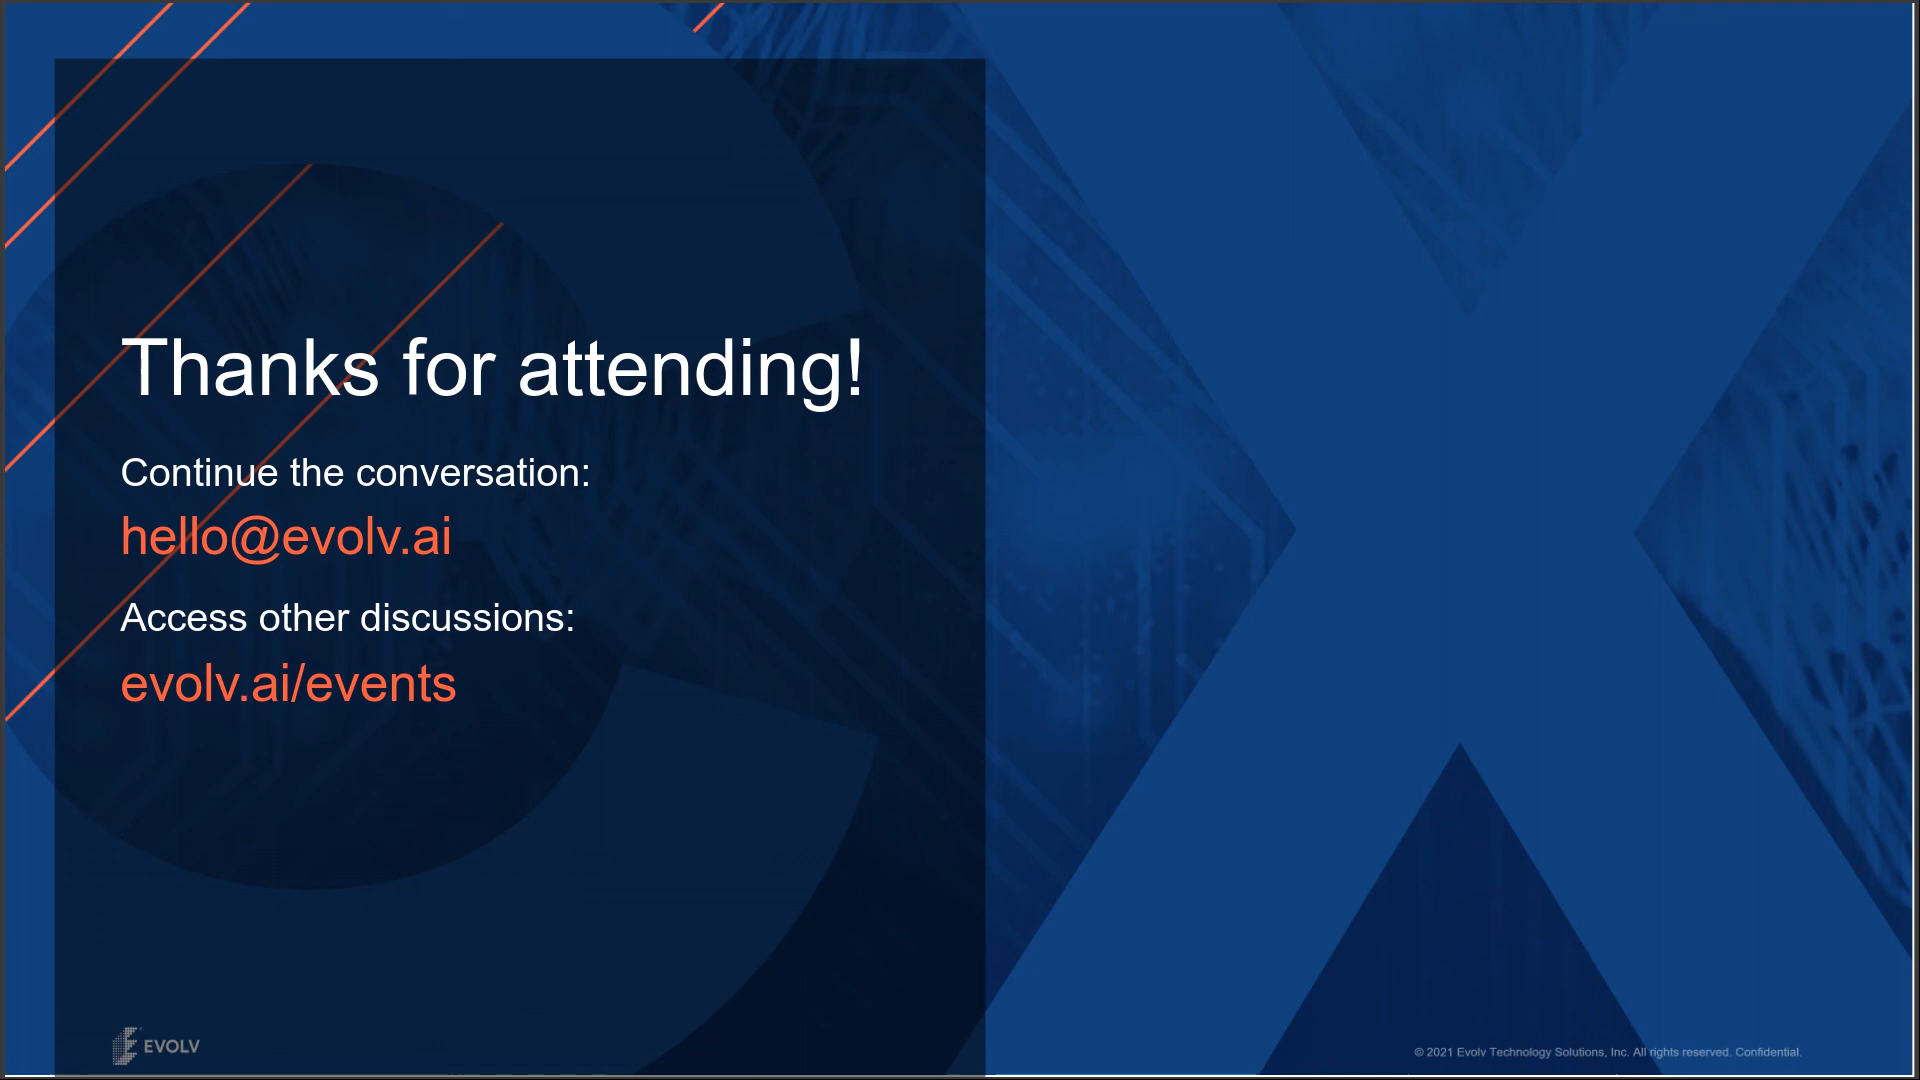 Thanks for attending!
Continue the conversation:
hello@evolv.ai
Access other discussions:
evolv.ai/events
EVOLV
© 2021 Evolv Technology Solutions, Inc. All rights reserved. Confidential.